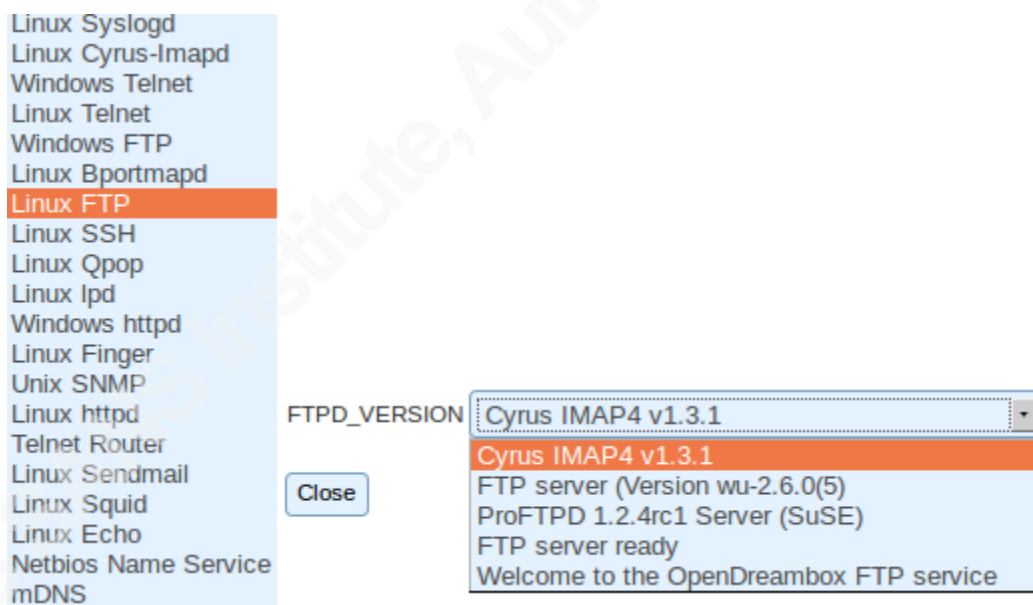 Linux Syslogd
Linux Cyrus-Imapd
Windows Telnet
Linux Telnet
Windows FTP
Linux Bportmapd
Linux FTP
Linux SSH
Linux Qpop
Linux lpd
Windows httpd
Linux Finger
Unix SNMP
Linux httpd
Telnet Router
Linux Sendmail
Linux Squid
Linux Echo
Netbios Name Service
mDNS
FTPD_VERSION
Cyrus IMAP4 v1.3.1
Cyrus IMAP4 v1.3.1
FTP server (Version wu-2.6.0(5)
ProFTPD 1.2.4rc1 Server (SuSE)
FTP server ready
Welcome to the OpenDreambox FTP service
Close